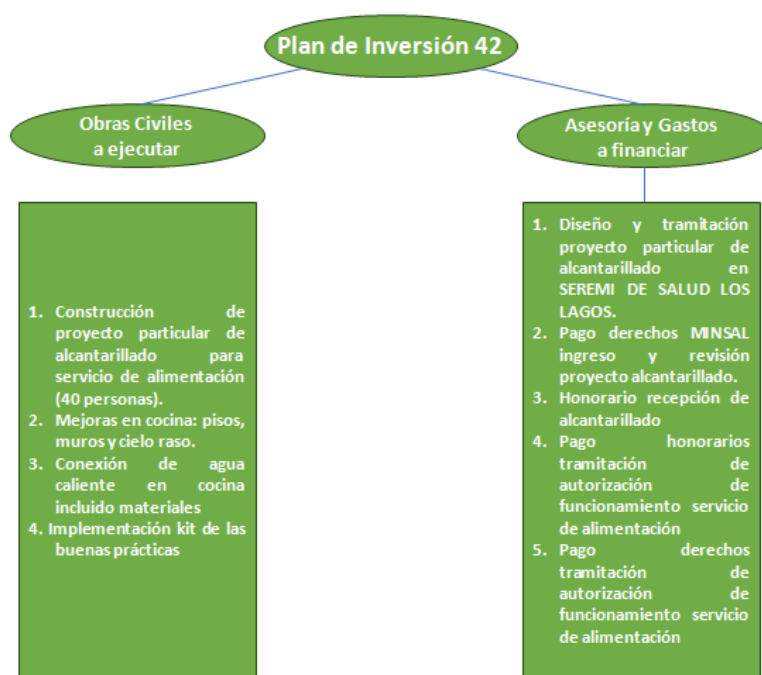 Plan de Inversión 42
Obras Civiles
a ejecutar
Asesoría y Gastos
a financiar
1. Construcción de
proyecto particular de
alcantarillado para
servicio de alimentación
(40 personas).
2. Mejoras en cocina: pisos,
muros y cielo raso.
3. Conexión de agua
caliente en cocina
incluido materiales
4. Implementación kit de las
buenas prácticas
1. Diseño y tramitación
proyecto particular de
alcantarillado en
SEREMI DE SALUD LOS
LAGOS.
2. Pago derechos MINSAL
ingreso y revisión
proyecto alcantarillado.
3. Honorario recepción de
alcantarillado
4. Pago honorarios
tramitación de
autorización de
funcionamiento servicio
de alimentación
5. Pago derechos
tramitación de
autorización de
funcionamiento servicio
de alimentación